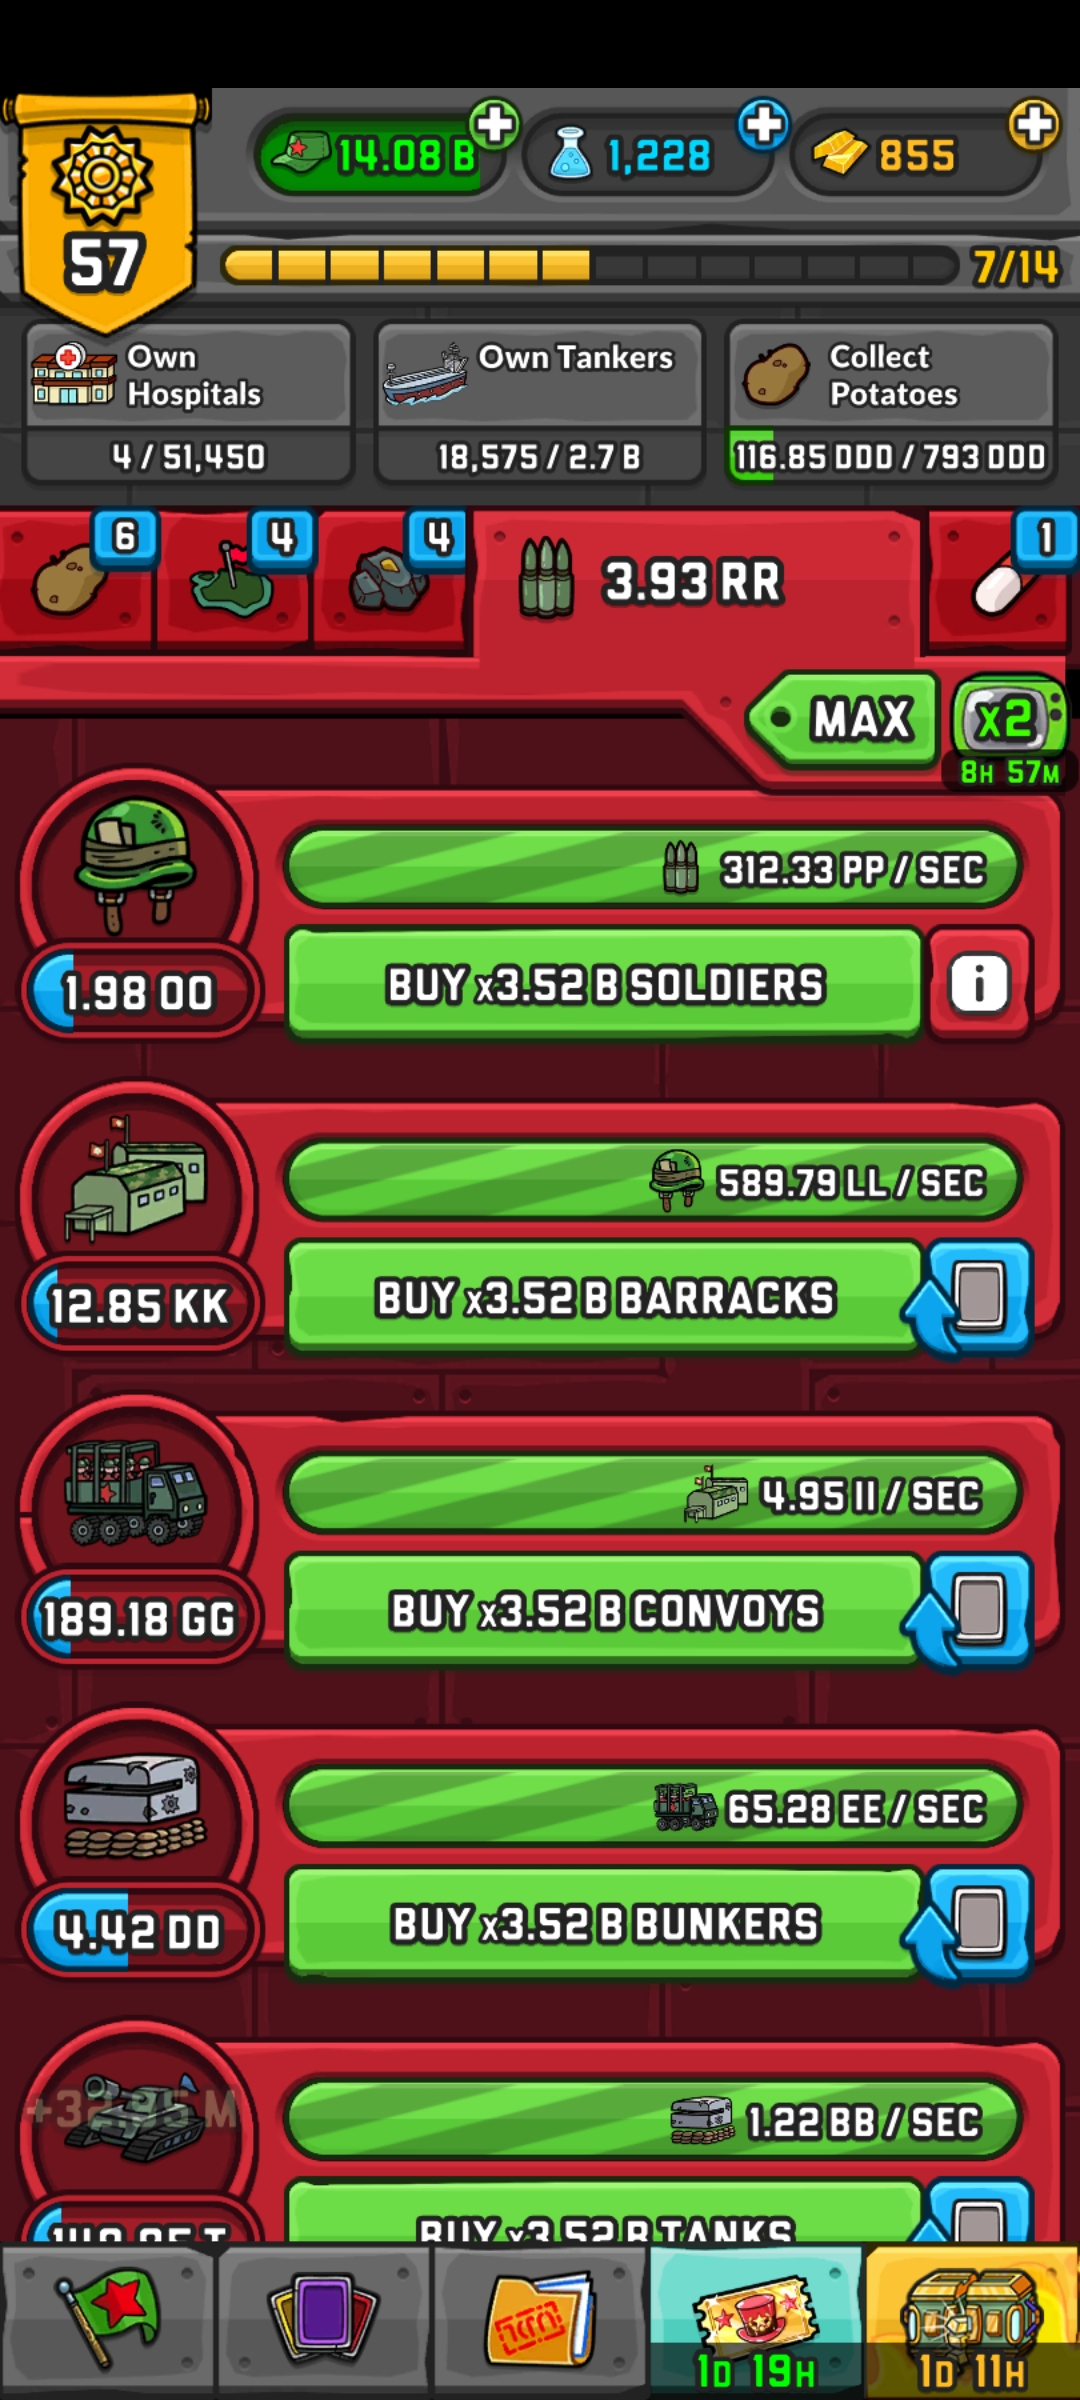 14.08 B
1,228
855
57
7/14
Own
Hospitals
4 / 51,450
Own Tankers
18,575 / 2.7 B
Collect
Potatoes
116.85 DDD / 793 DDD
6
4
4
3.93 RR
1
MAX
x2
8H 57M
312.33 PP / SEC
1.98 OO
BUY x3.52 B SOLDIERS
i
589.79 LL / SEC
12.85 KK
BUY x3.52 B BARRACKS
4.95 II / SEC
189.18 GG
BUY x3.52 B CONVOYS
65.28 EE / SEC
4.42 DD
BUY x3.52 B BUNKERS
1.22 BB / SEC
BUY x3.52 B TANKS
1D 19H
1D 11H